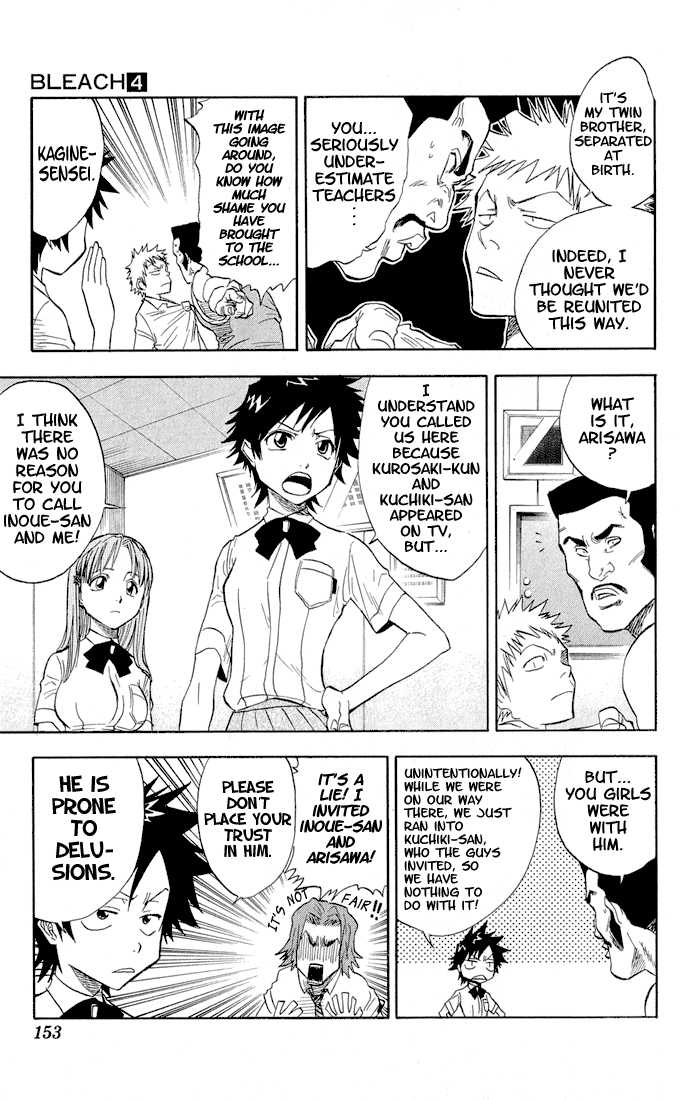 BLEACH 4
IT'S
MY TWIN
BROTHER,
SEPARATED
AT
BIRTH.
INDEED, I
NEVER
THOUGHT WE'D
BE REUNITED
THIS WAY.
YOU...
SERIOUSLY
UNDER-
ESTIMATE
TEACHERS
...
WITH
THIS IMAGE
GOING
AROUND,
DO YOU
KNOW HOW
MUCH
SHAME YOU
HAVE
BROUGHT
TO THE
SCHOOL...
KAGINE-
SENSEI.
WHAT
IS IT,
ARISAWA
?
I
UNDERSTAND
YOU CALLED
US HERE
BECAUSE
KUROSAKI-KUN
AND
KUCHIKI-SAN
APPEARED
ON TV,
BUT...
I THINK
THERE
WAS NO
REASON
FOR YOU
TO CALL
INOUE-SAN
AND ME!
BUT...
YOU GIRLS
WERE
WITH
HIM.
UNINTENTIONALLY!
WHILE WE WERE
ON OUR WAY
THERE, WE JUST
RAN INTO
KUCHIKI-SAN,
WHO THE GUYS
INVITED, SO
WE HAVE
NOTHING TO
DO WITH IT!
IT'S A
LIE! I
INVITED
INOUE-SAN
AND
ARISAWA!
IT'S NOT FAIR!!
PLEASE
DON'T
PLACE YOUR
TRUST
IN HIM.
HE IS
PRONE
TO
DELU-
SIONS.
153